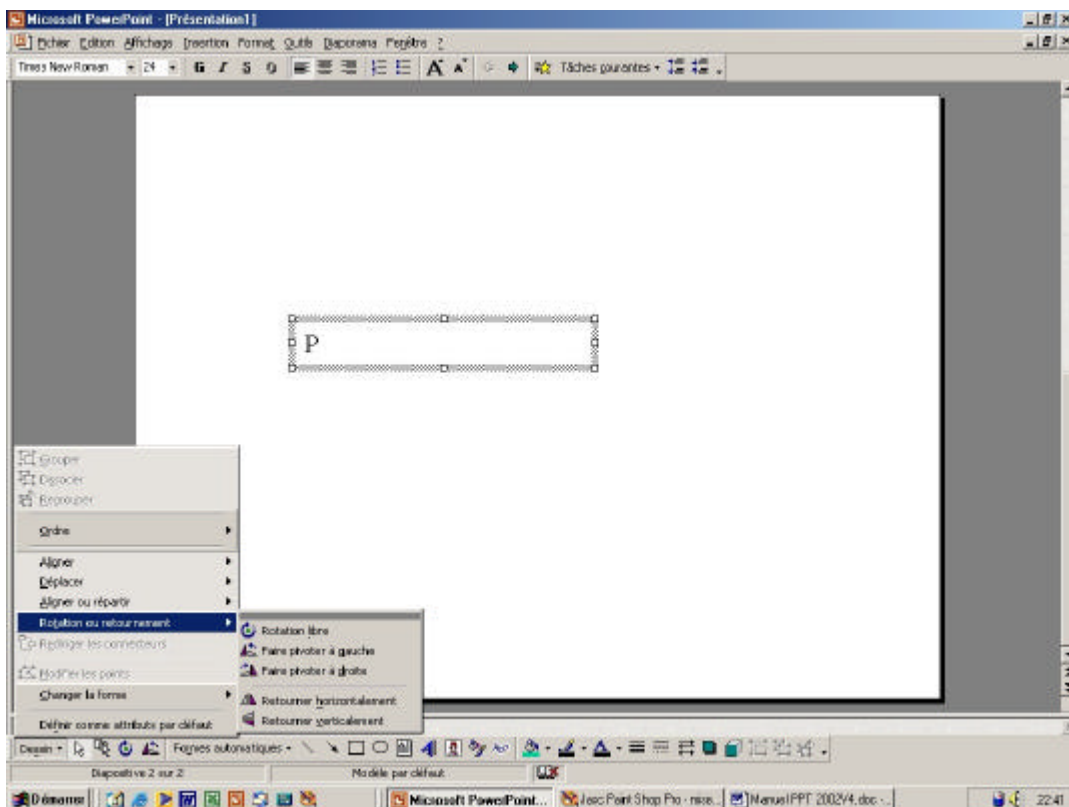 Microsoft PowerPoint - [Présentation1]
Fichier Edition Affichage Insertion Format Outils Diaporama Fenêtre ?
Times New Roman 24 G I S O A A Tâches courantes
P
Grouper
Dissocier
Regrouper
Ordre
Aligner
Déplacer
Aligner ou répartir
Rotation ou retournement
Rediriger les connecteurs
Modifier les points
Changer la forme
Définir comme attributs par défaut
Rotation libre
Faire pivoter à gauche
Faire pivoter à droite
Retourner horizontalement
Retourner verticalement
Dessin Formes automatiques
Diapositive 2 sur 2 Modèle par défaut
Démarrer Microsoft PowerPoint... Jasc Paint Shop Pro - mise... Manuel PPT 2002V4.doc -... 22:41